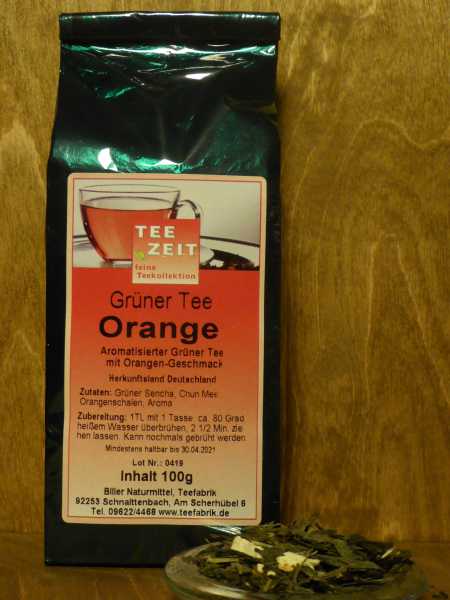 TEE
ZEIT
feine
Teekollektion
Grüner Tee
Orange
Aromatisierter Grüner Tee
mit Orangen-Geschmack
Herkunftsland Deutschland
Zutaten: Grüner Sencha, Chun Mee,
Orangenschalen, Aroma
Zubereitung: 1TL mit 1 Tasse ca. 80 Grad
heißem Wasser überbrühen, 2 1/2 Min. zie
hen lassen. Kann nochmals gebrüht werden
Mindestens haltbar bis 30.04.2021
Lot Nr.: 0419
Inhalt 100g
Biller Naturmittel, Teefabrik
92253 Schnaittenbach, Am Scherhübel 6
Tel. 09622/4468 www.teefabrik.de